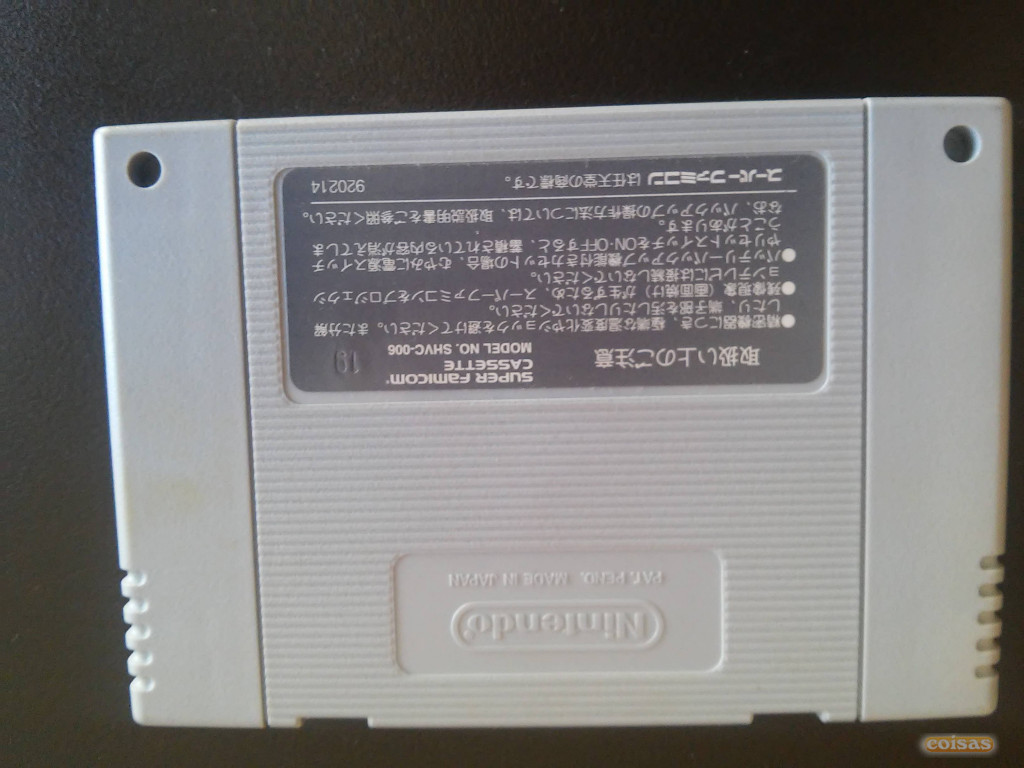 取扱い上のご注意
SUPER FAMICOM
CASSETTE
MODEL NO. SHVC-006
19
●精密機器につき、極端な温度変化やショックを避けてください。また分解
したり、端子部を汚したりしないでください。
●残像現象（画面焼け）が生ずるため、スーパーファミコンをプロジェクシ
ョンテレビには接続しないでください。
●バッテリーバックアップ機能付きカセットの場合、むやみに電源スイッチ
やリセットスイッチをON-OFFすると、蓄積されている内容が消えてしま
うことがあります。
なお、バックアップの操作方法については、取扱説明書をご参照ください。
スーパーファミコンは任天堂の商標です。 920214
Nintendo®
PAT. PEND. MADE IN JAPAN
coisas